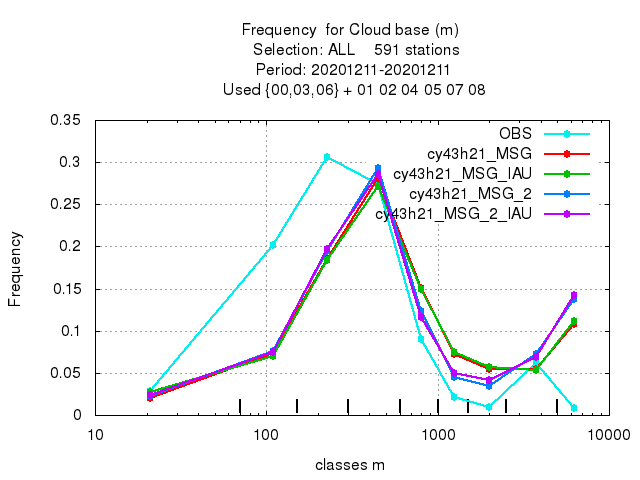 Frequency  for Cloud base (m)
Selection: ALL    591 stations
Period: 20201211-20201211
Used {00,03,06} + 01 02 04 05 07 08
0.35
0.3
0.25
0.2
0.15
0.1
0.05
0
Frequency
OBS
cy43h21_MSG
cy43h21_MSG_IAU
cy43h21_MSG_2
cy43h21_MSG_2_IAU
10 100 1000 10000
classes m